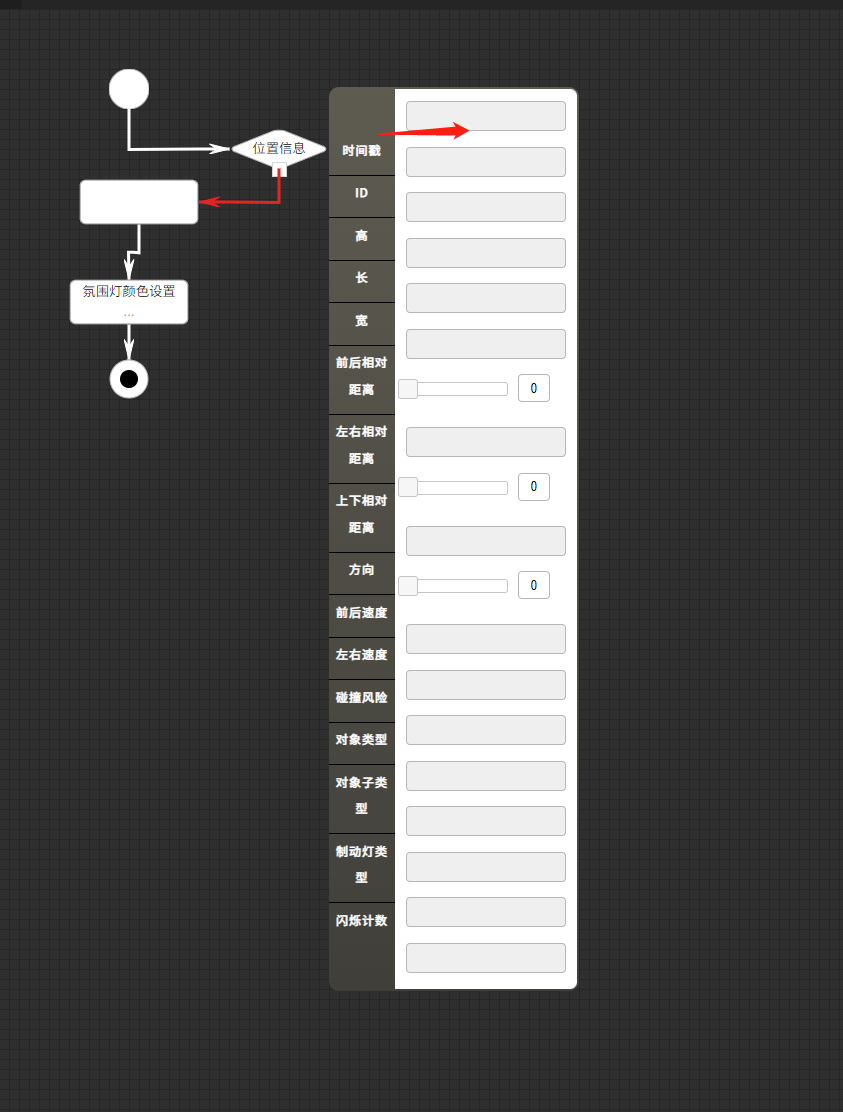 位置信息
氛围灯颜色设置
...
时间戳
ID
高
长
宽
前后相对
距离
0
左右相对
距离
0
上下相对
距离
方向
0
前后速度
左右速度
碰撞风险
对象类型
对象子类
型
制动灯类
型
闪烁计数